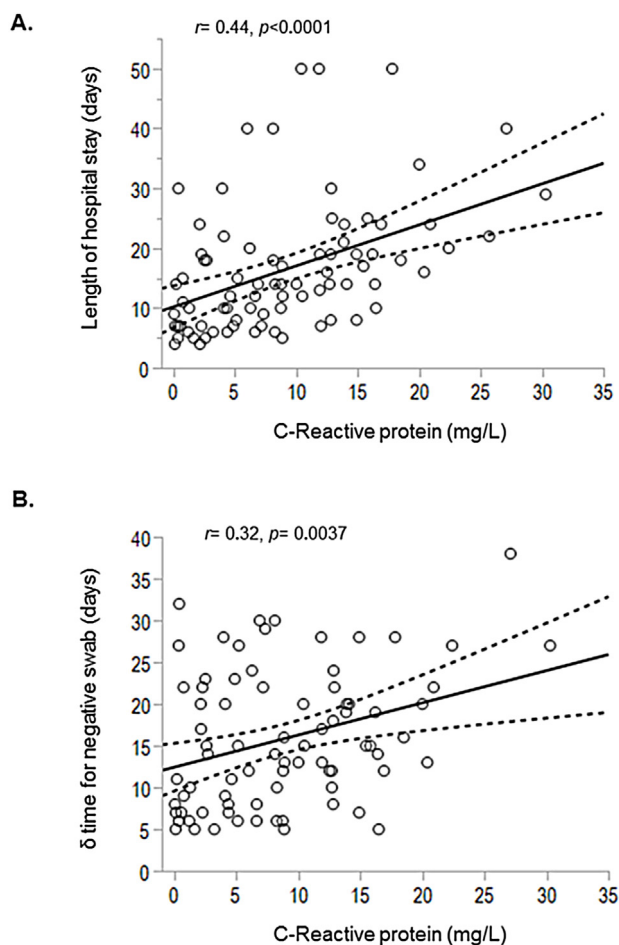 A.
r= 0.44, p<0.0001
Length of hospital stay (days)
50
40
30
20
10
0
0 5 10 15 20 25 30 35
C-Reactive protein (mg/L)
B.
r= 0.32, p= 0.0037
δ time for negative swab (days)
40
35
30
25
20
15
10
5
0
0 5 10 15 20 25 30 35
C-Reactive protein (mg/L)